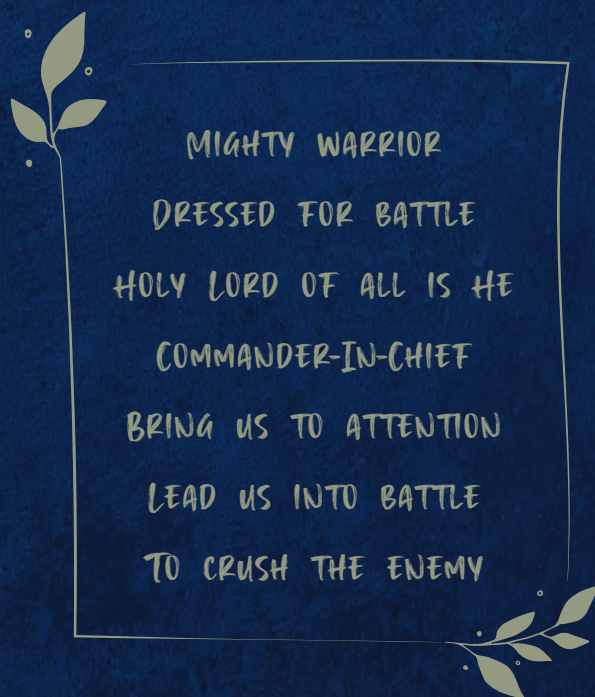 Mighty Warrior
Dressed for Battle
Holy Lord of All is He
Commander-In-Chief
Bring us to attention
Lead us into Battle
To crush the Enemy